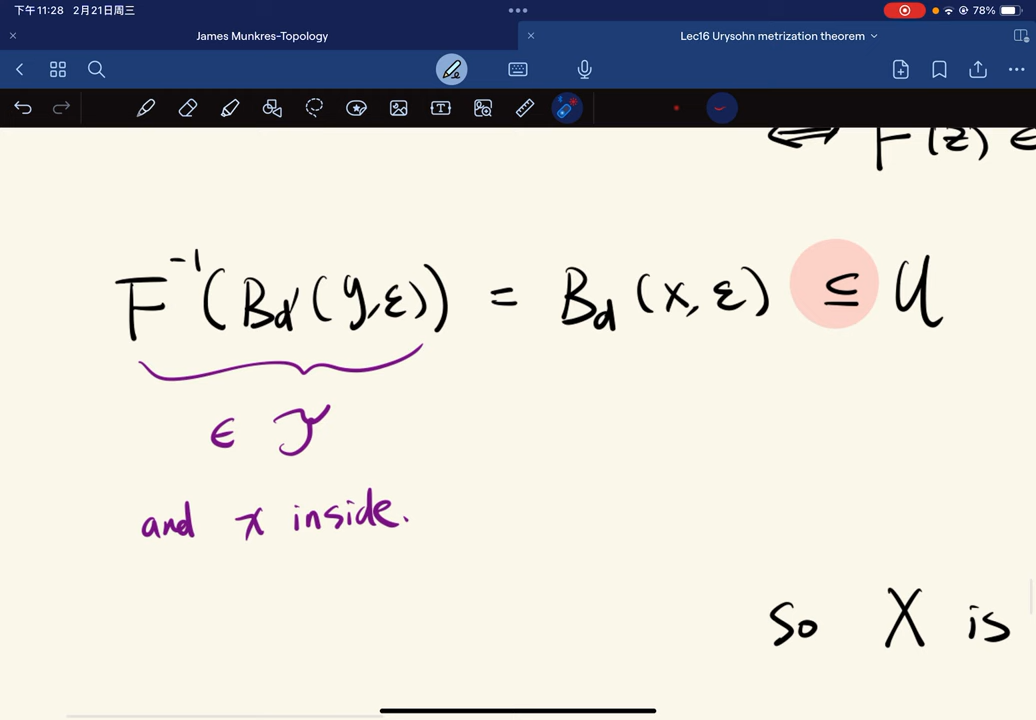 下午11:28 2月21日周三
78%
James Munkres-Topology
Lec16 Urysohn metrization theorem
⟺ F(z) ∈
F⁻¹(B_d'(y,ε)) = B_d(x,ε) ⊆ U
∈ 𝒯
and x inside.
So X is